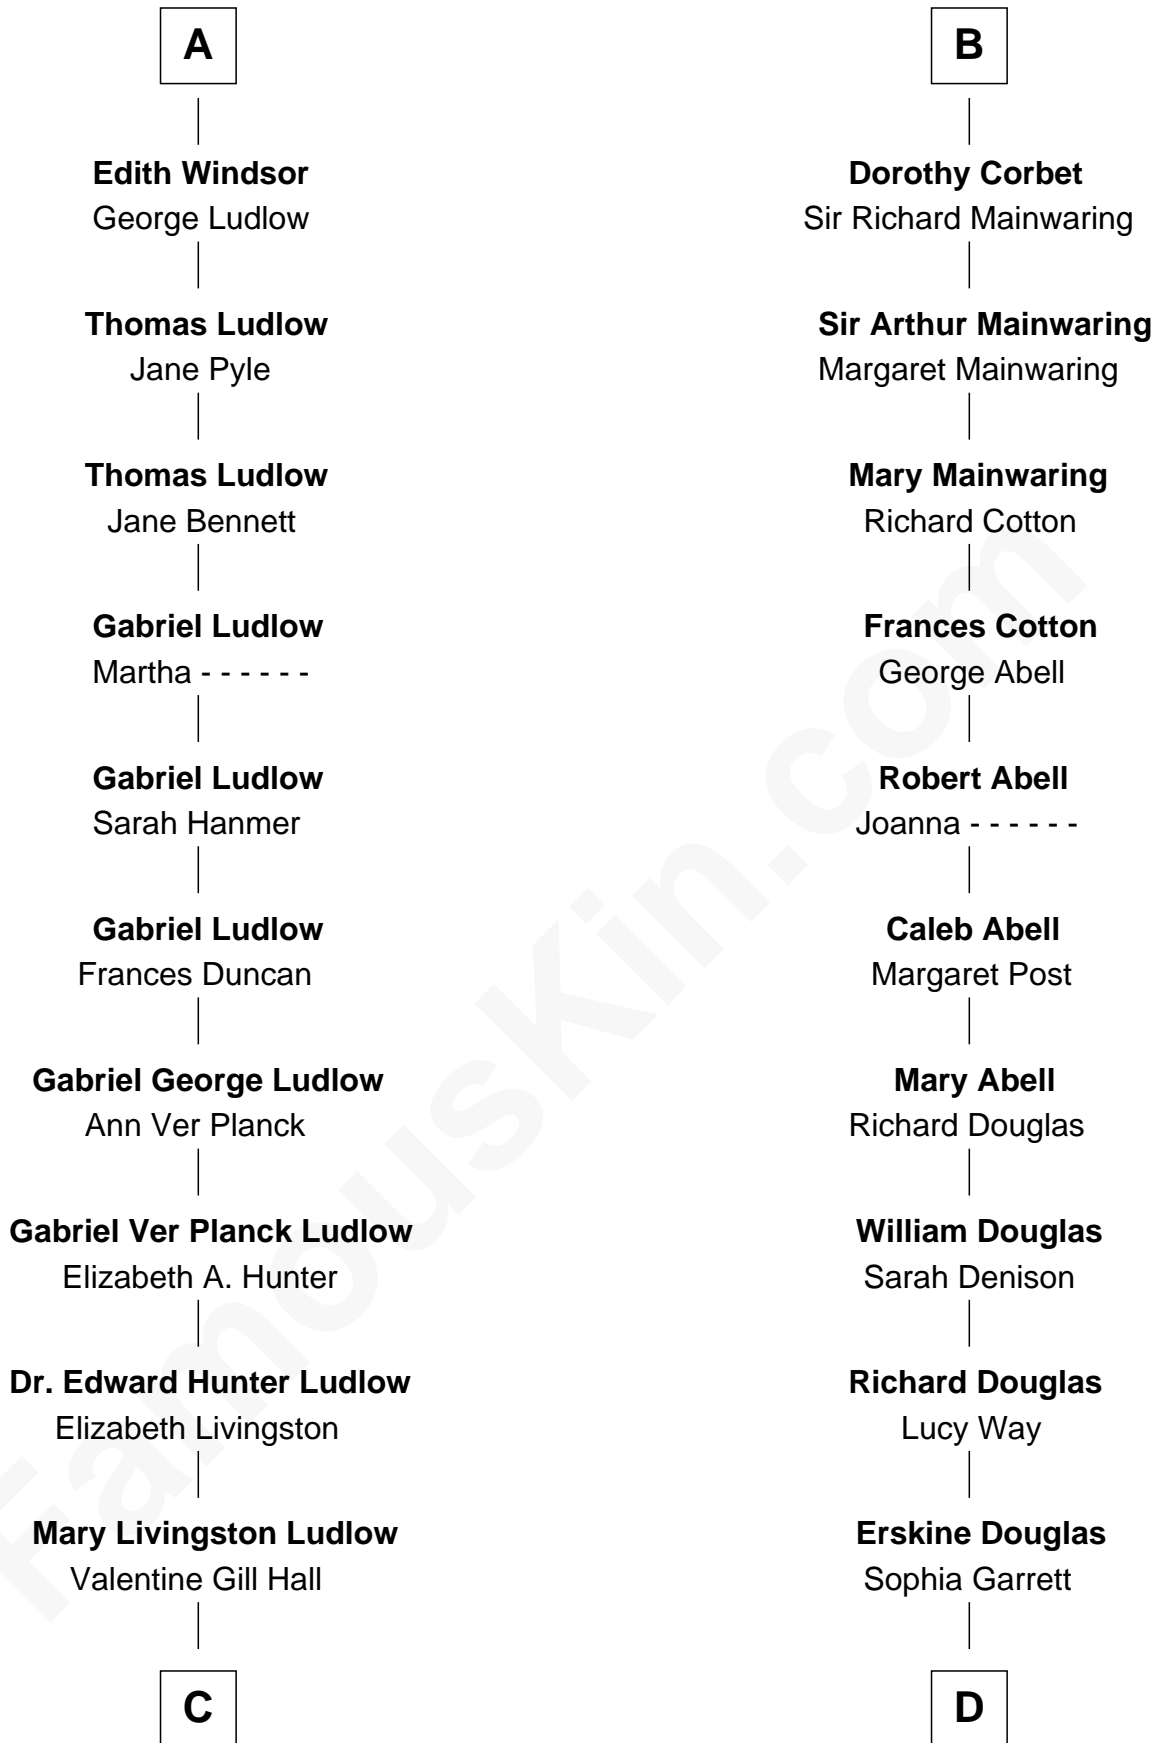 A
Edith Windsor
George Ludlow
Thomas Ludlow
Jane Pyle
Thomas Ludlow
Jane Bennett
Gabriel Ludlow
Martha - - - - - -
Gabriel Ludlow
Sarah Hanmer
Gabriel Ludlow
Frances Duncan
Gabriel George Ludlow
Ann Ver Planck
Gabriel Ver Planck Ludlow
Elizabeth A. Hunter
Dr. Edward Hunter Ludlow
Elizabeth Livingston
Mary Livingston Ludlow
Valentine Gill Hall
C
B
Dorothy Corbet
Sir Richard Mainwaring
Sir Arthur Mainwaring
Margaret Mainwaring
Mary Mainwaring
Richard Cotton
Frances Cotton
George Abell
Robert Abell
Joanna - - - - - -
Caleb Abell
Margaret Post
Mary Abell
Richard Douglas
William Douglas
Sarah Denison
Richard Douglas
Lucy Way
Erskine Douglas
Sophia Garrett
D
FamousKin.com